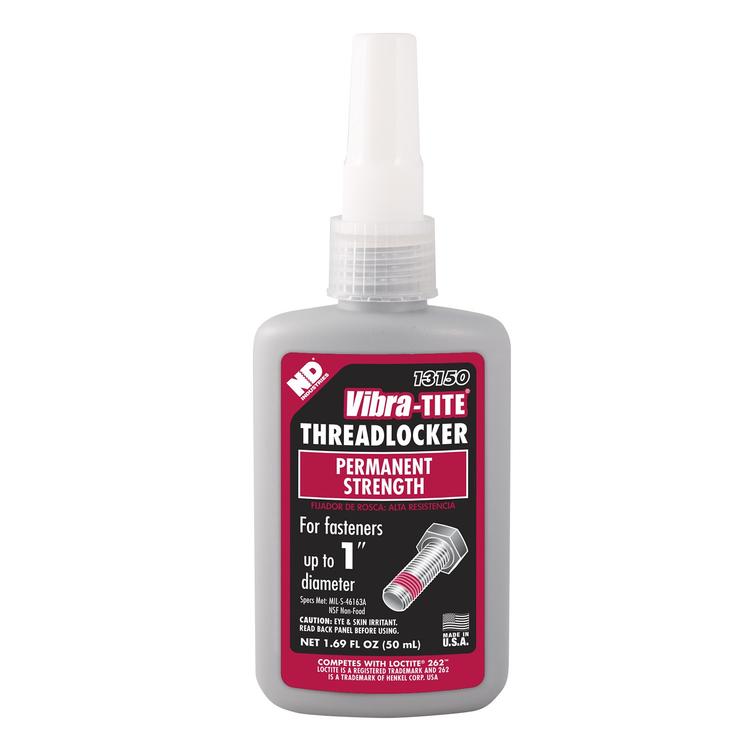 ND
INDUSTRIES
13150
Vibra-TITE®
THREADLOCKER
PERMANENT
STRENGTH
FIJADOR DE ROSCA: ALTA RESISTENCIA
For fasteners
up to 1"
diameter
Specs Met: MIL-S-46163A
NSF Non-Food
CAUTION: EYE & SKIN IRRITANT.
READ BACK PANEL BEFORE USING.
MADE IN
U.S.A.
NET 1.69 FL OZ (50 mL)
COMPETES WITH LOCTITE® 262™
LOCTITE IS A REGISTERED TRADEMARK AND 262
IS A TRADEMARK OF HENKEL CORP. USA